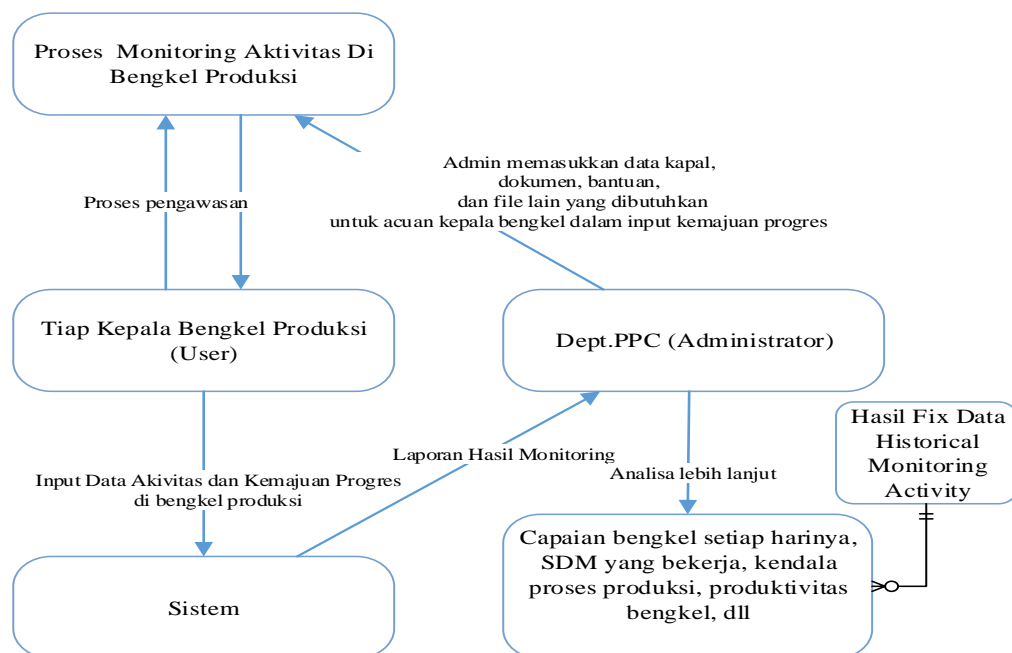 Proses  Monitoring Aktivitas Di
Bengkel Produksi
Admin memasukkan data kapal,
dokumen, bantuan,
dan file lain yang dibutuhkan
untuk acuan kepala bengkel dalam input kemajuan progres
Proses pengawasan
Tiap Kepala Bengkel Produksi
(User)
Dept.PPC (Administrator)
Hasil Fix Data
Historical
Monitoring
Activity
Laporan Hasil Monitoring
Input Data Akivitas dan Kemajuan Progres
di bengkel produksi
Analisa lebih lanjut
Sistem
Capaian bengkel setiap harinya,
SDM yang bekerja, kendala
proses produksi, produktivitas
bengkel, dll